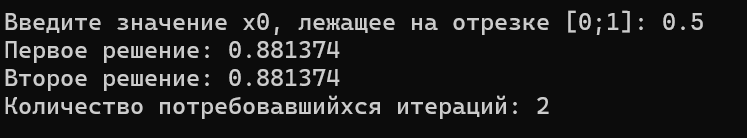 Введите значение x0, лежащее на отрезке [0;1]: 0.5
Первое решение: 0.881374
Второе решение: 0.881374
Количество потребовавшийхся итераций: 2